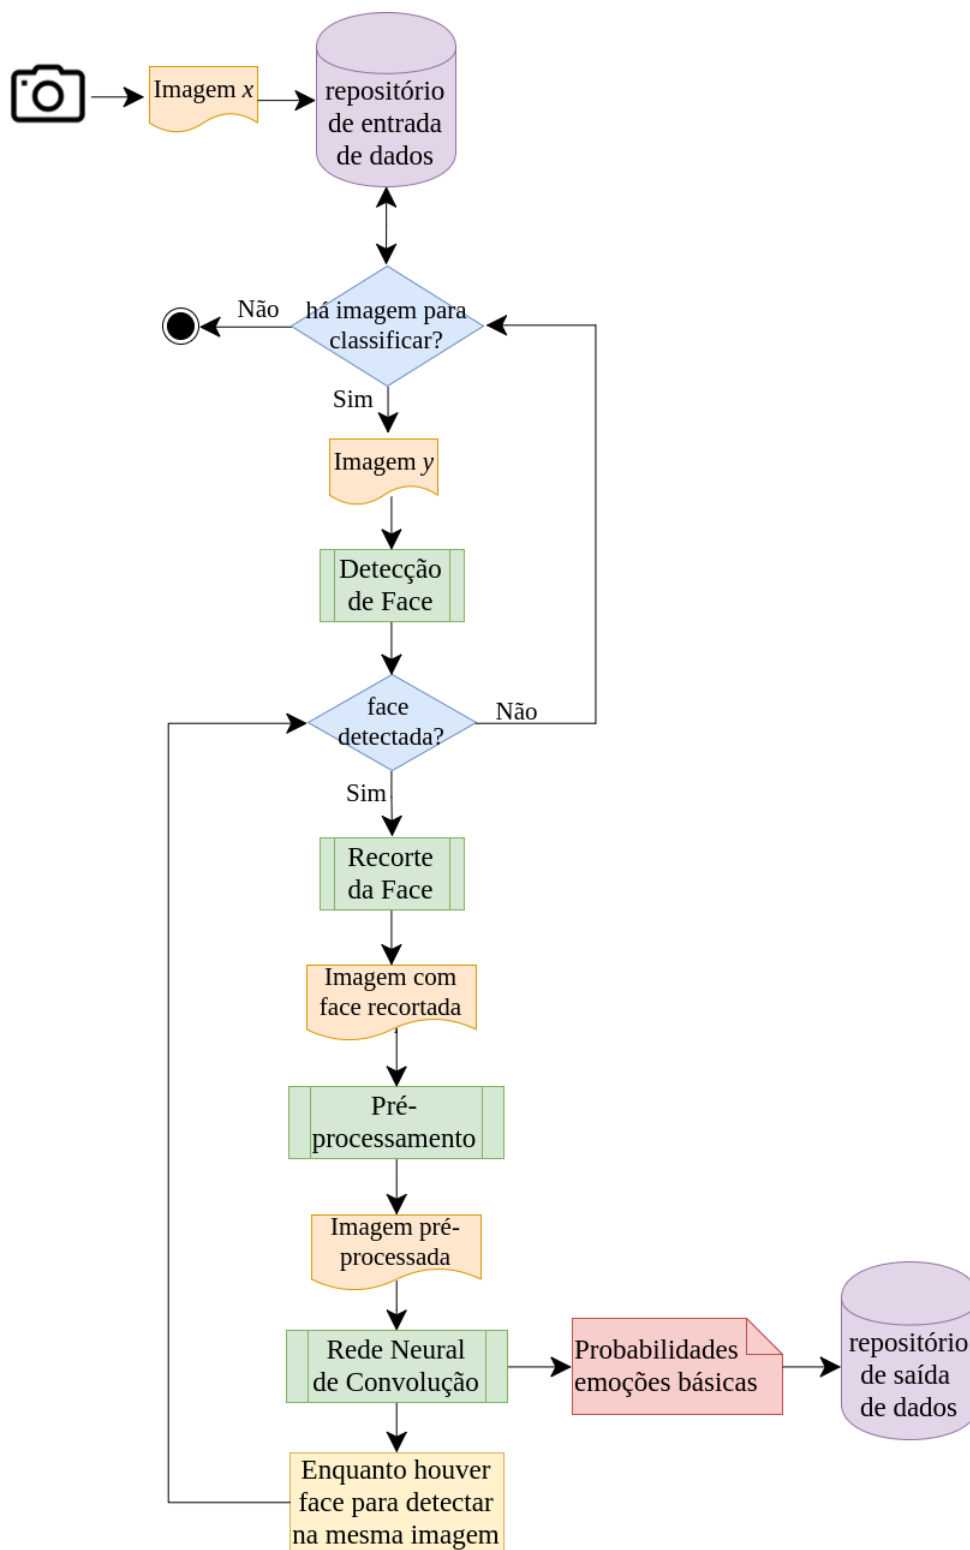 Imagem x
repositório
de entrada
de dados
Não
há imagem para
classificar?
Sim
Imagem y
Detecção
de Face
face
detectada?
Não
Sim
Recorte
da Face
Imagem com
face recortada
Pré-
processamento
Imagem pré-
processada
Rede Neural
de Convolução
Probabilidades
emoções básicas
repositório
de saída
de dados
Enquanto houver
face para detectar
na mesma imagem